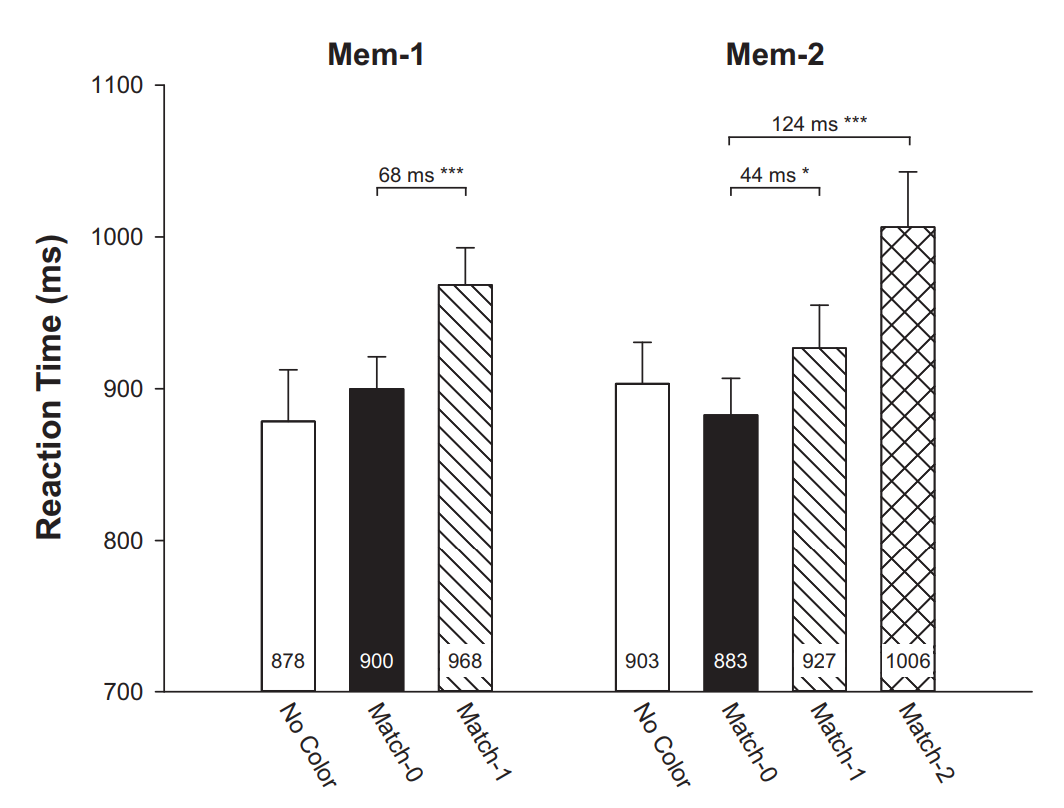 Mem-1
Mem-2
1100
1000
900
800
700
Reaction Time (ms)
68 ms ***
124 ms ***
44 ms *
878
900
968
903
883
927
1006
No Color
Match-0
Match-1
No Color
Match-0
Match-1
Match-2